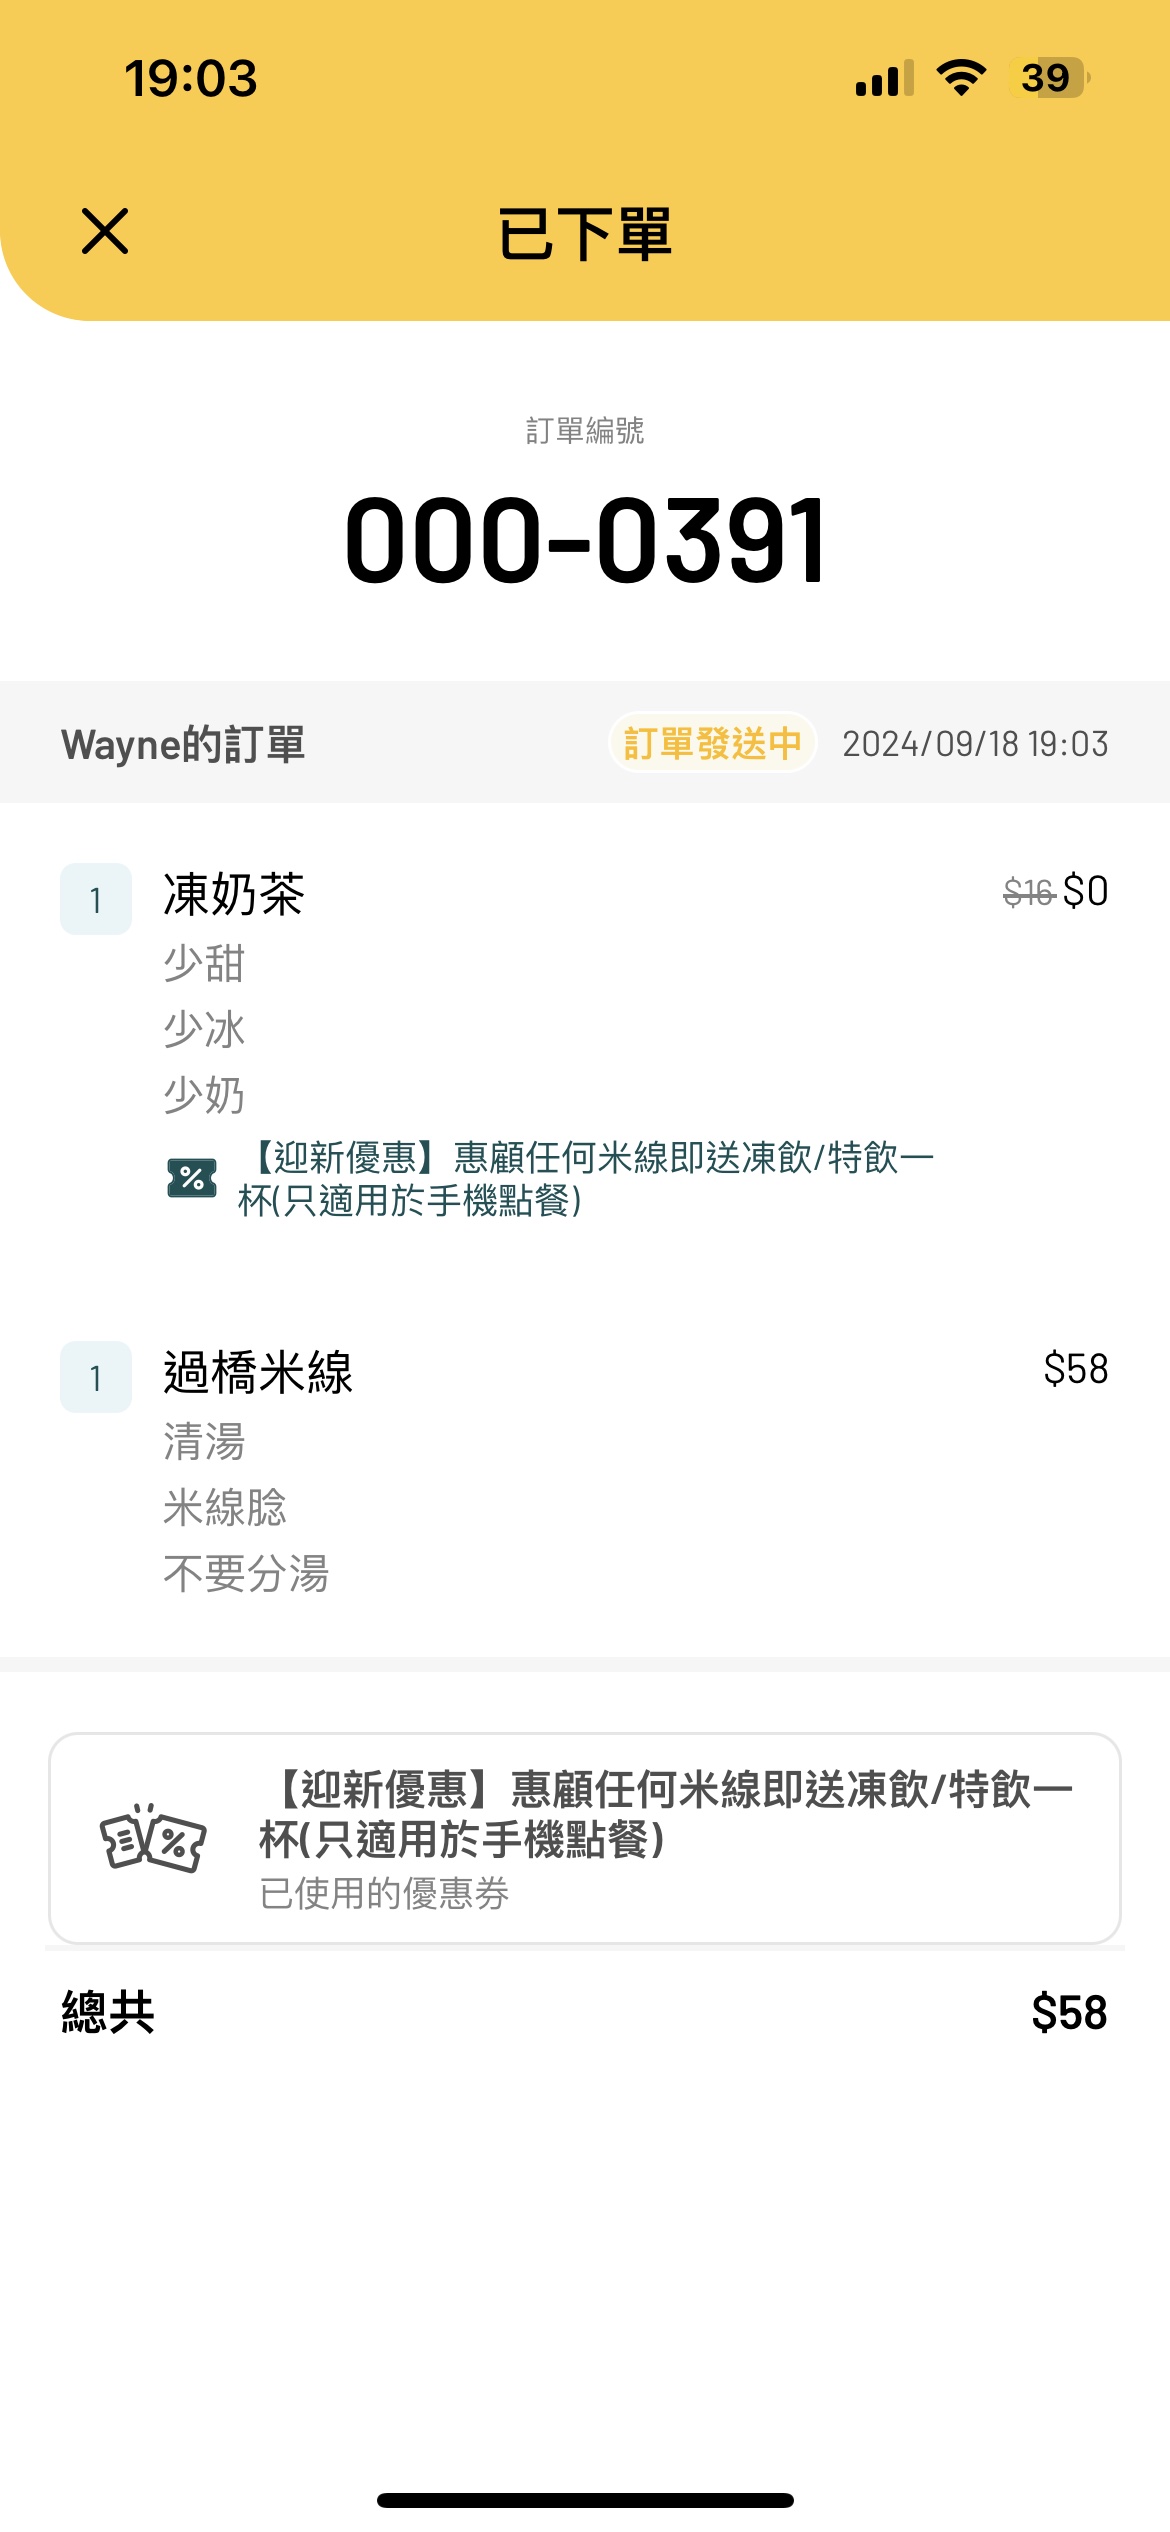 19:03
39
已下單
訂單編號
000-0391
Wayne的訂單
訂單發送中
2024/09/18 19:03
1
凍奶茶
$16 $0
少甜
少冰
少奶
【迎新優惠】惠顧任何米線即送凍飲/特飲一
杯(只適用於手機點餐)
1
過橋米線
$58
清湯
米線腍
不要分湯
【迎新優惠】惠顧任何米線即送凍飲/特飲一
杯(只適用於手機點餐)
已使用的優惠券
總共
$58